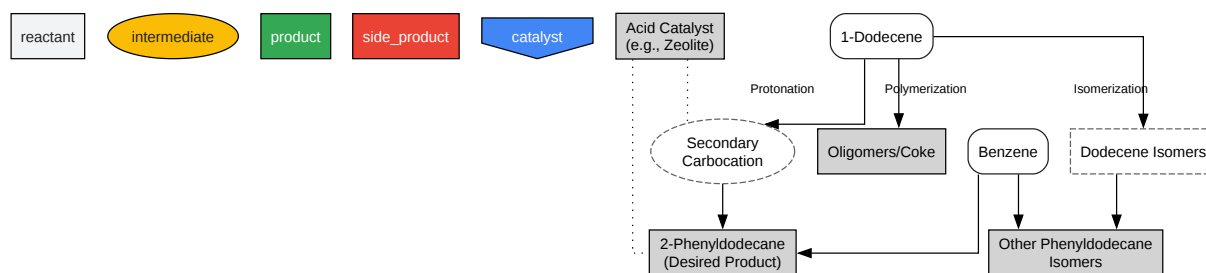 reactant
intermediate
product
side_product
catalyst
Acid Catalyst
(e.g., Zeolite)
1-Dodecene
Protonation
Polymerization
Isomerization
Secondary
Carbocation
Oligomers/Coke
Benzene
Dodecene Isomers
2-Phenyldodecane
(Desired Product)
Other Phenyldodecane
Isomers